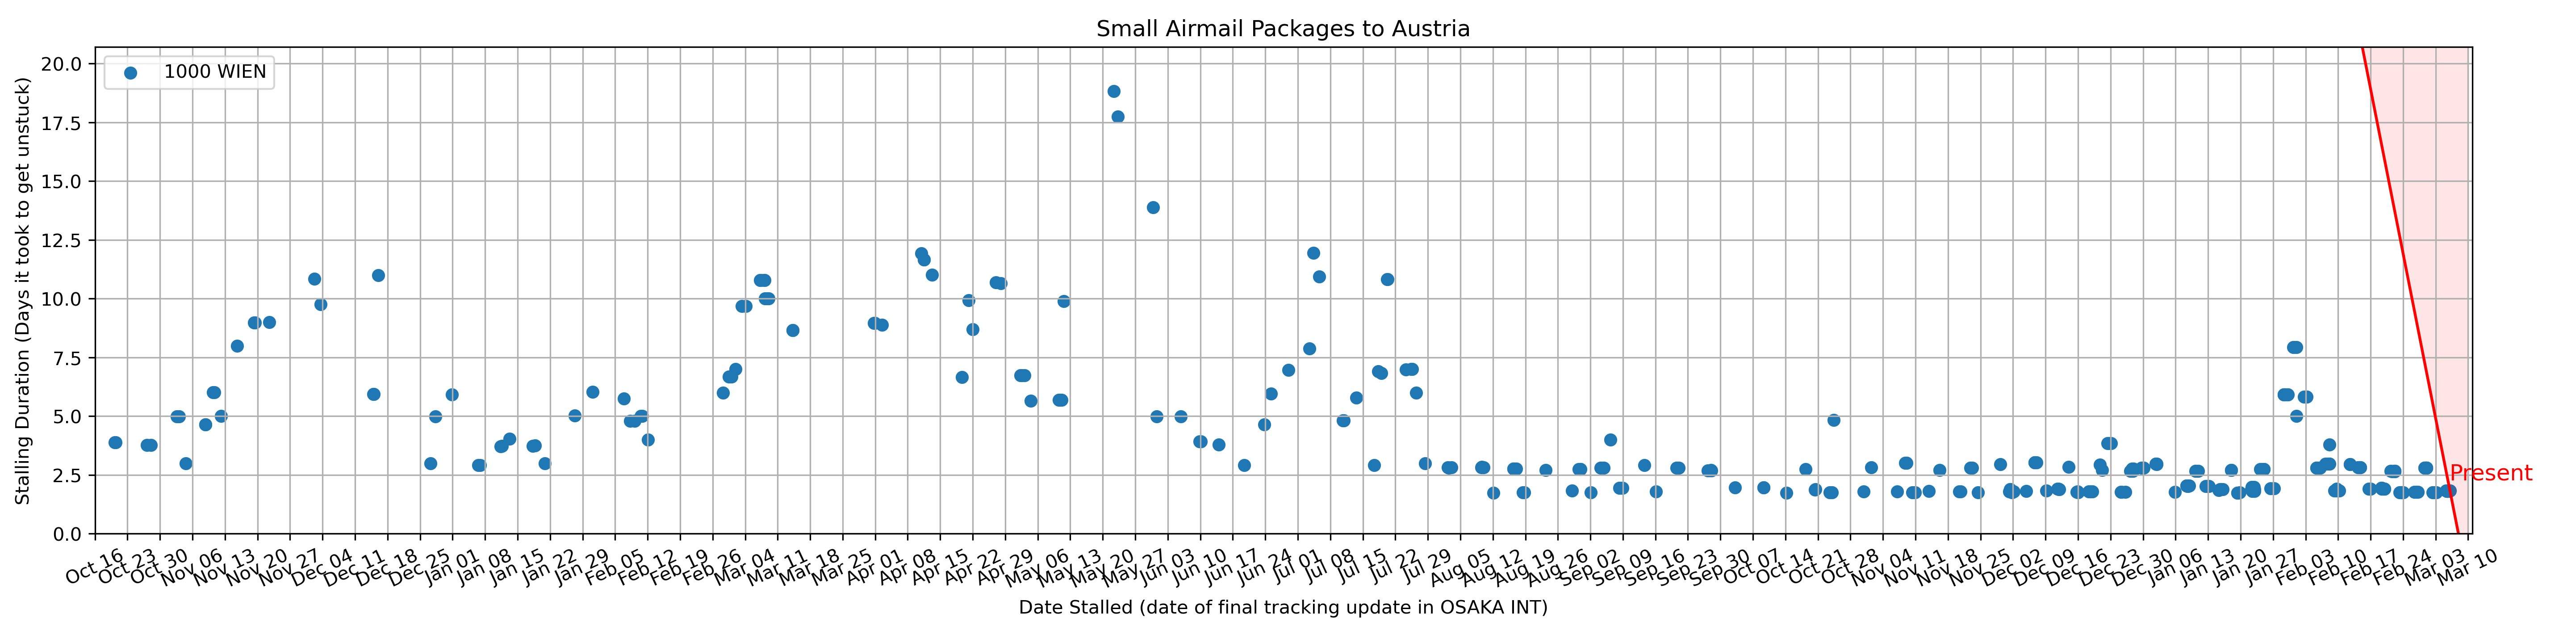 Small Airmail Packages to Austria
1000 WIEN
Stalling Duration (Days it took to get unstuck)
20.0
17.5
15.0
12.5
10.0
7.5
5.0
2.5
0.0
Present
Oct 16
Oct 23
Oct 30
Nov 06
Nov 13
Nov 20
Nov 27
Dec 04
Dec 11
Dec 18
Dec 25
Jan 01
Jan 08
Jan 15
Jan 22
Jan 29
Feb 05
Feb 12
Feb 19
Feb 26
Mar 04
Mar 11
Mar 18
Mar 25
Apr 01
Apr 08
Apr 15
Apr 22
Apr 29
May 06
May 13
May 20
May 27
Jun 03
Jun 10
Jun 17
Jun 24
Jul 01
Jul 08
Jul 15
Jul 22
Jul 29
Aug 05
Aug 12
Aug 19
Aug 26
Sep 02
Sep 09
Sep 16
Sep 23
Sep 30
Oct 07
Oct 14
Oct 21
Oct 28
Nov 04
Nov 11
Nov 18
Nov 25
Dec 02
Dec 09
Dec 16
Dec 23
Dec 30
Jan 06
Jan 13
Jan 20
Jan 27
Feb 03
Feb 10
Feb 17
Feb 24
Mar 03
Mar 10
Date Stalled (date of final tracking update in OSAKA INT)